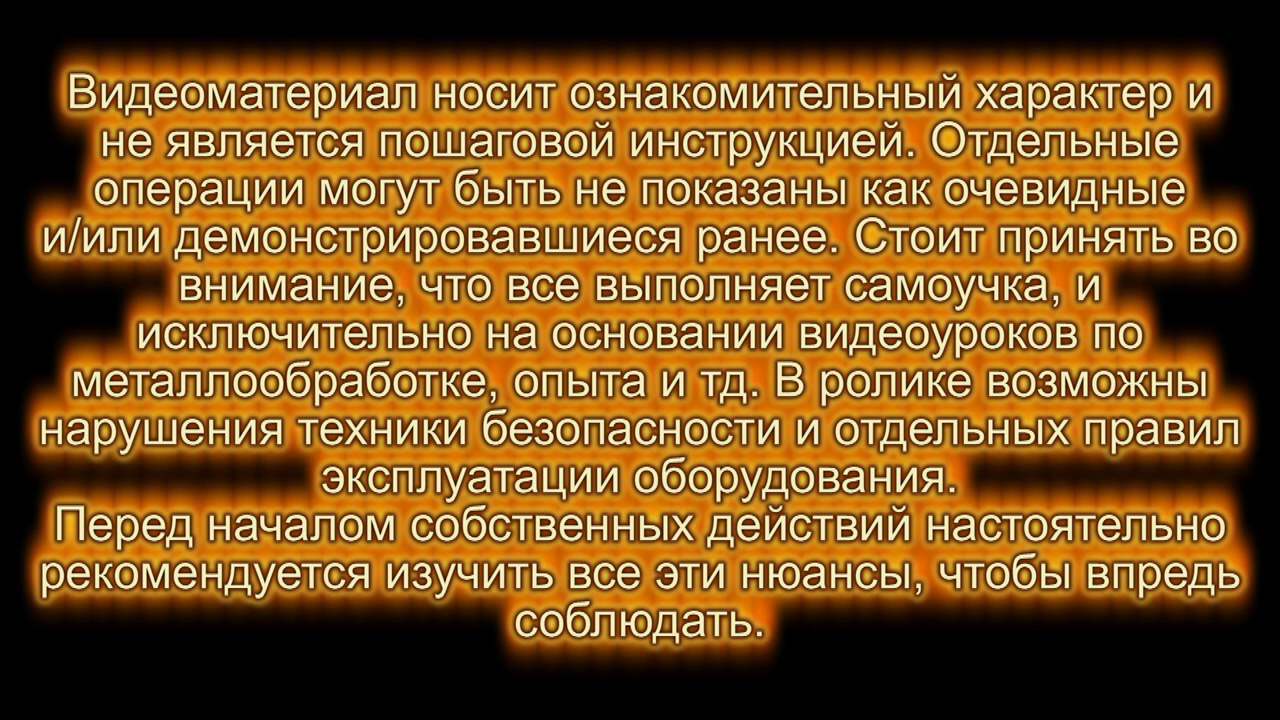 Видеоматериал носит ознакомительный характер и
не является пошаговой инструкцией. Отдельные
операции могут быть не показаны как очевидные
и/или демонстрировавшиеся ранее. Стоит принять во
внимание, что все выполняет самоучка, и
исключительно на основании видеоуроков по
металлообработке, опыта и тд. В ролике возможны
нарушения техники безопасности и отдельных правил
эксплуатации оборудования.
Перед началом собственных действий настоятельно
рекомендуется изучить все эти нюансы, чтобы впредь
соблюдать.